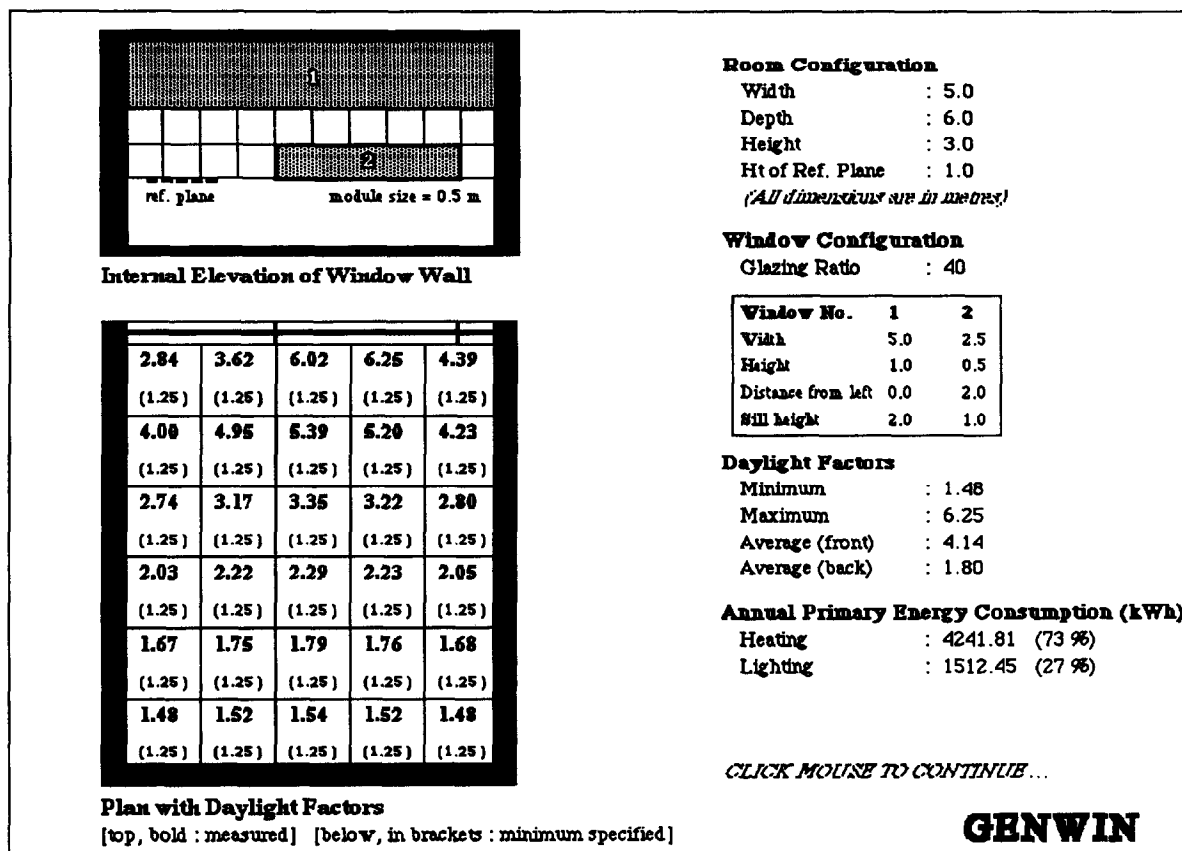 1
2
ref. plane module size = 0.5 m
Internal Elevation of Window Wall
2.84 3.62 6.02 6.25 4.39
(1.25) (1.25) (1.25) (1.25) (1.25)
4.00 4.95 5.39 5.20 4.23
(1.25) (1.25) (1.25) (1.25) (1.25)
2.74 3.17 3.35 3.22 2.80
(1.25) (1.25) (1.25) (1.25) (1.25)
2.03 2.22 2.29 2.23 2.05
(1.25) (1.25) (1.25) (1.25) (1.25)
1.67 1.75 1.79 1.76 1.68
(1.25) (1.25) (1.25) (1.25) (1.25)
1.48 1.52 1.54 1.52 1.48
(1.25) (1.25) (1.25) (1.25) (1.25)
Plan with Daylight Factors
[top, bold : measured] [below, in brackets : minimum specified]
Room Configuration
Width : 5.0
Depth : 6.0
Height : 3.0
Ht of Ref. Plane : 1.0
(All dimensions are in metres)
Window Configuration
Glazing Ratio : 40
Window No. 1 2
Width 5.0 2.5
Height 1.0 0.5
Distance from left 0.0 2.0
Sill height 2.0 1.0
Daylight Factors
Minimum : 1.48
Maximum : 6.25
Average (front) : 4.14
Average (back) : 1.80
Annual Primary Energy Consumption (kWh)
Heating : 4241.81 (73 %)
Lighting : 1512.45 (27 %)
CLICK MOUSE TO CONTINUE...
GENWIN